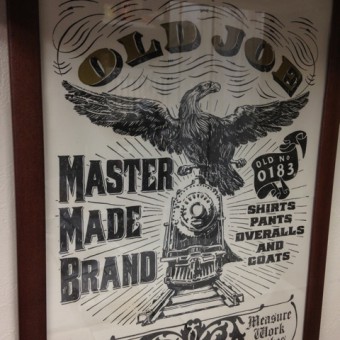 OLD JOE
MASTER
MADE
BRAND
OLD No
0183
SHIRTS
PANTS
OVERALLS
AND
COATS
Measure
Work